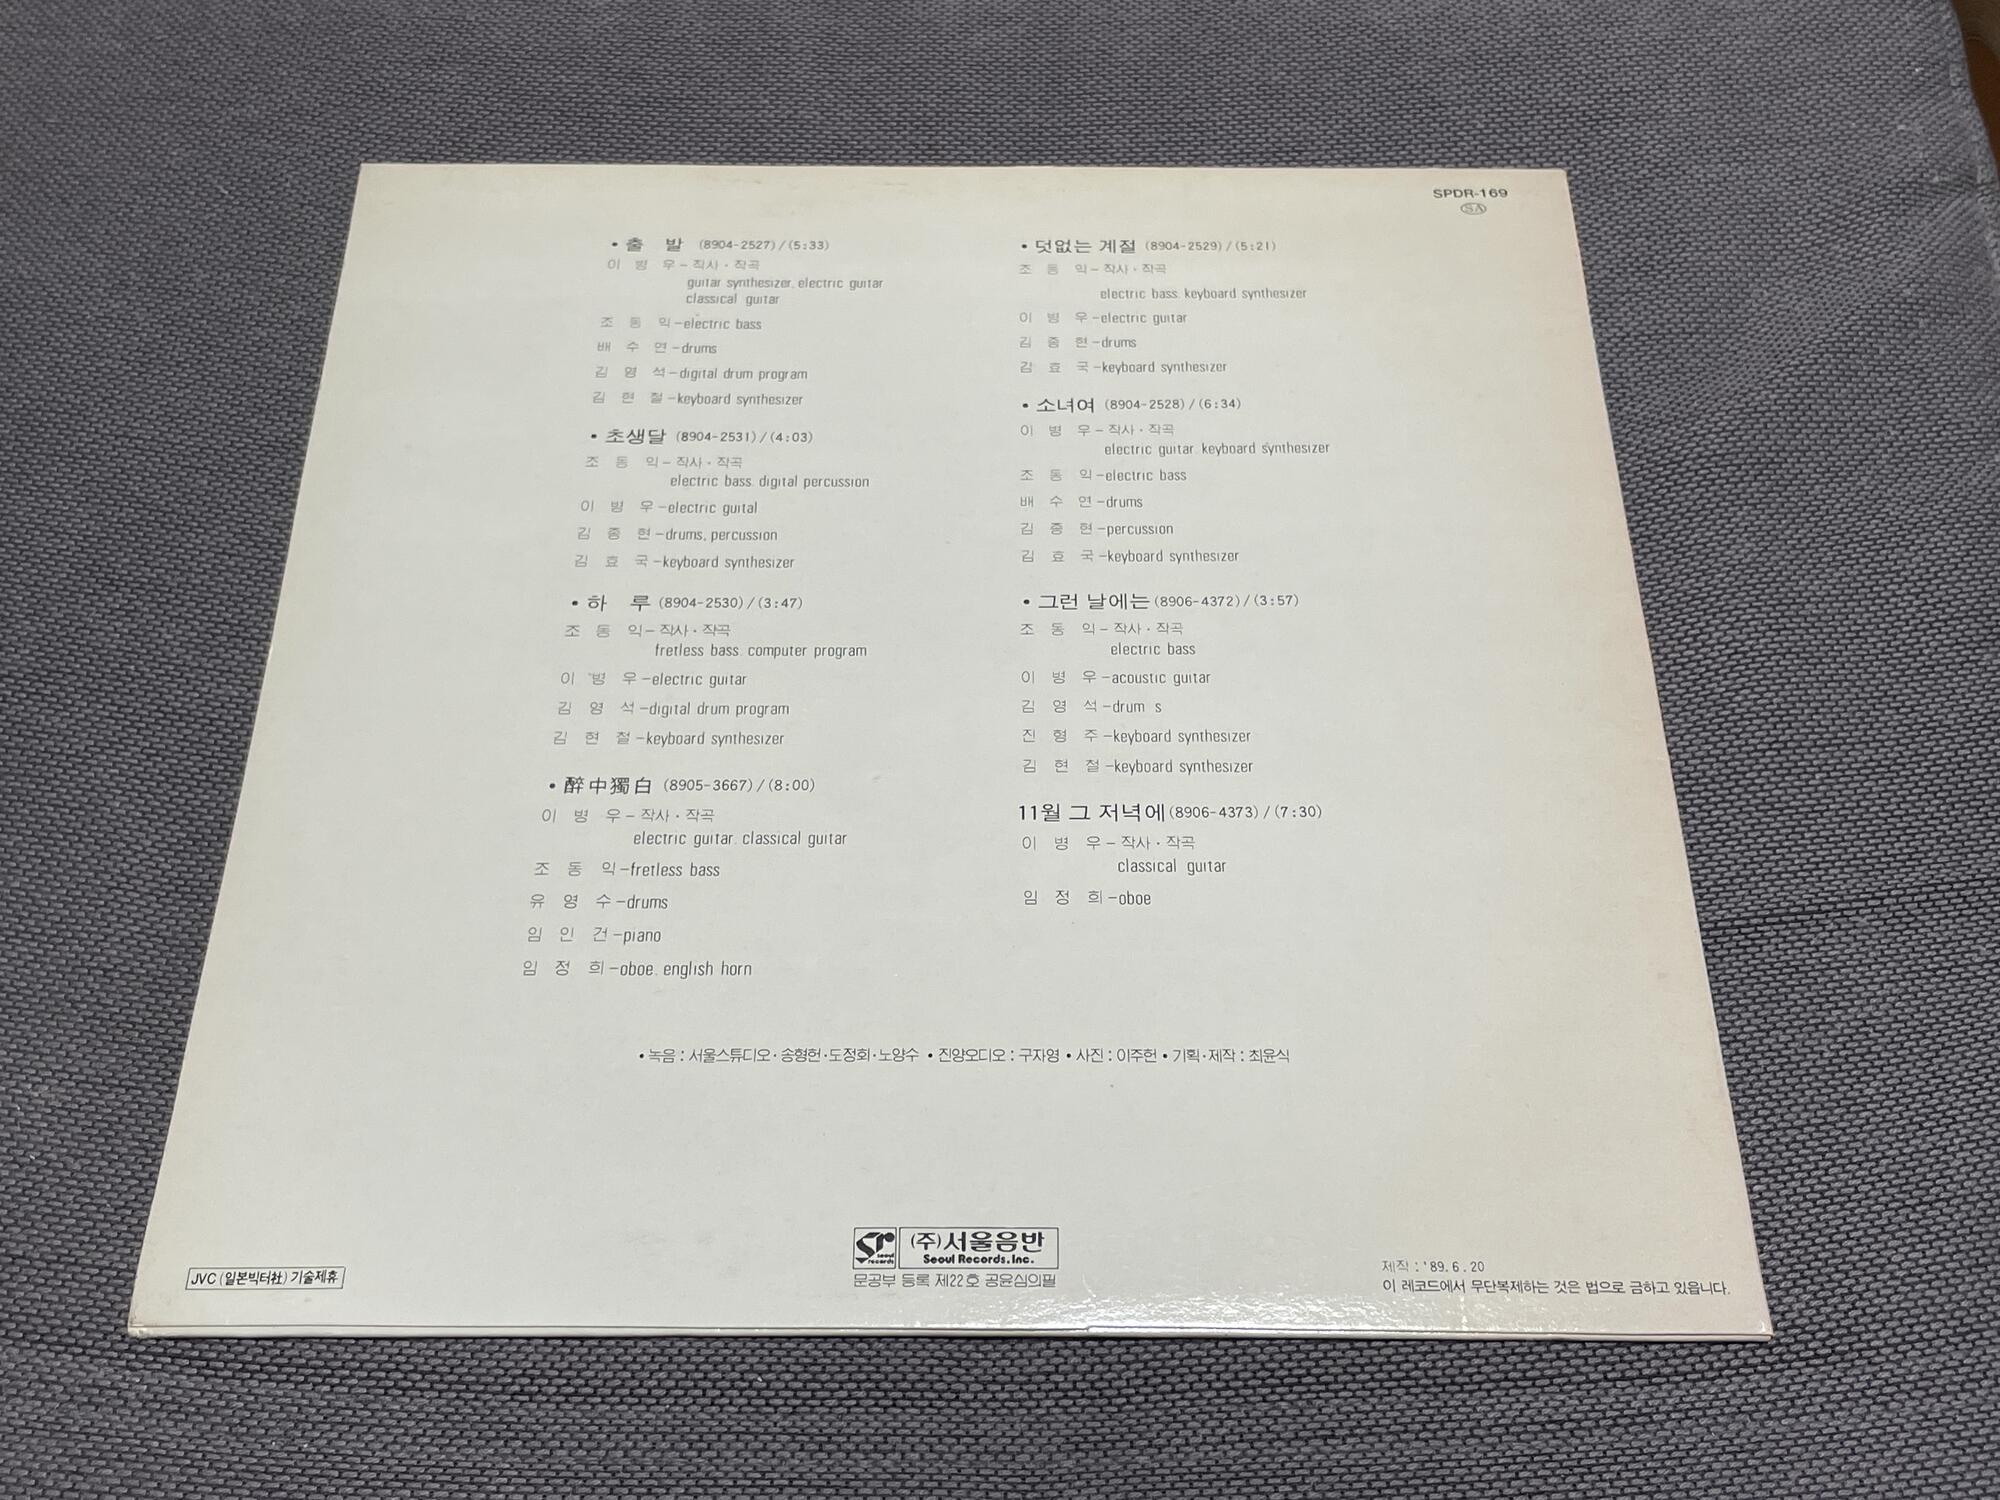 SPDR-169
SA
• 출 발 (8904-2527)/(5:33)
이 병 우 – 작사 · 작곡
guitar synthesizer, electric guitar
classical guitar
조 동 익 –electric bass
배 수 연 –drums
김 영 석 –digital drum program
김 현 철 –keyboard synthesizer
• 초생달 (8904-2531)/(4:03)
조 동 익 – 작사 · 작곡
electric bass. digital percussion
이 병 우 –electric guital
김 종 현 –drums, percussion
김 효 국 –keyboard synthesizer
• 하 루 (8904-2530)/(3:47)
조 동 익 – 작사 · 작곡
fretless bass. computer program
이 병 우 –electric guitar
김 영 석 –digital drum program
김 현 철 –keyboard synthesizer
• 醉中獨白 (8905-3667)/(8:00)
이 병 우 – 작사 · 작곡
electric guitar. classical guitar
조 동 익 –fretless bass
유 영 수 –drums
임 인 건 –piano
임 정 희 –oboe. english horn
• 덧없는 계절 (8904-2529)/(5:21)
조 동 익 – 작사 · 작곡
electric bass. keyboard synthesizer
이 병 우 –electric guitar
김 종 현 –drums
김 효 국 –keyboard synthesizer
• 소녀여 (8904-2528)/(6:34)
이 병 우 – 작사 · 작곡
electric guitar. keyboard synthesizer
조 동 익 –electric bass
배 수 연 –drums
김 종 현 –percussion
김 효 국 –keyboard synthesizer
• 그런 날에는 (8906-4372)/(3:57)
조 동 익 – 작사 · 작곡
electric bass
이 병 우 –acoustic guitar
김 영 석 –drum s
진 형 주 –keyboard synthesizer
김 현 철 –keyboard synthesizer
11월 그 저녁에 (8906-4373)/(7:30)
이 병 우 – 작사 · 작곡
classical guitar
임 정 희 –oboe
• 녹음 : 서울스튜디오 · 송형헌 · 도정회 · 노양수 • 진양오디오 : 구자영 • 사진 : 이주헌 • 기획 · 제작 : 최윤식
JVC (일본빅터社) 기술제휴
sr seoul records
(주)서울음반
Seoul Records, Inc.
문공부 등록 제22호 공윤심의필
제작 : '89. 6. 20
이 레코드에서 무단복제하는 것은 법으로 금하고 있읍니다.